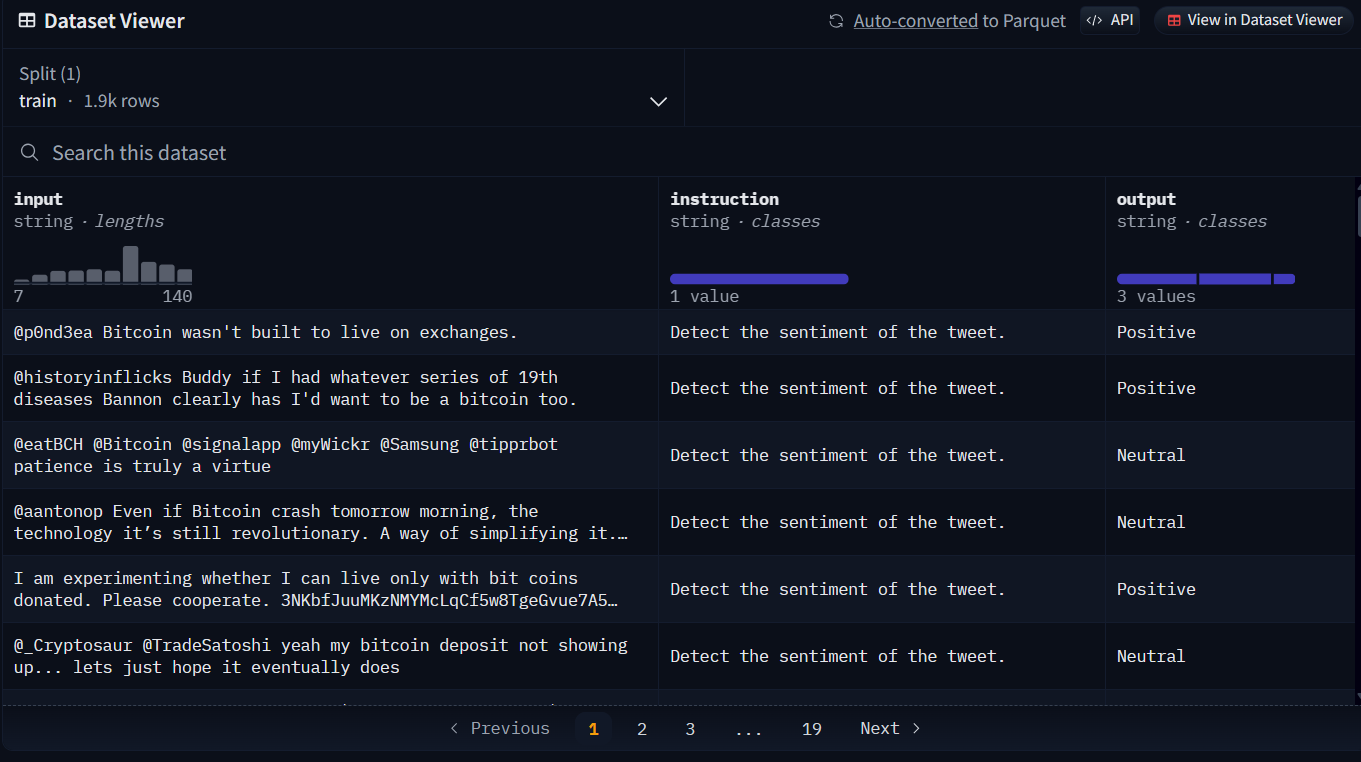 Dataset Viewer
Auto-converted to Parquet
</> API
View in Dataset Viewer
Split (1)
train · 1.9k rows
Search this dataset
input
string · lengths
7 140
instruction
string · classes
1 value
output
string · classes
3 values
@p0nd3ea Bitcoin wasn't built to live on exchanges.
Detect the sentiment of the tweet.
Positive
@historyinflicks Buddy if I had whatever series of 19th
diseases Bannon clearly has I'd want to be a bitcoin too.
Detect the sentiment of the tweet.
Positive
@eatBCH @Bitcoin @signalapp @myWickr @Samsung @tipprbot
patience is truly a virtue
Detect the sentiment of the tweet.
Neutral
@aantonop Even if Bitcoin crash tomorrow morning, the
technology it’s still revolutionary. A way of simplifying it.…
Detect the sentiment of the tweet.
Neutral
I am experimenting whether I can live only with bit coins
donated. Please cooperate. 3NKbfJuuMKzNMYMcLqCf5w8TgeGvue7A5…
Detect the sentiment of the tweet.
Positive
@_Cryptosaur @TradeSatoshi yeah my bitcoin deposit not showing
up... lets just hope it eventually does
Detect the sentiment of the tweet.
Neutral
< Previous 1 2 3 ... 19 Next >